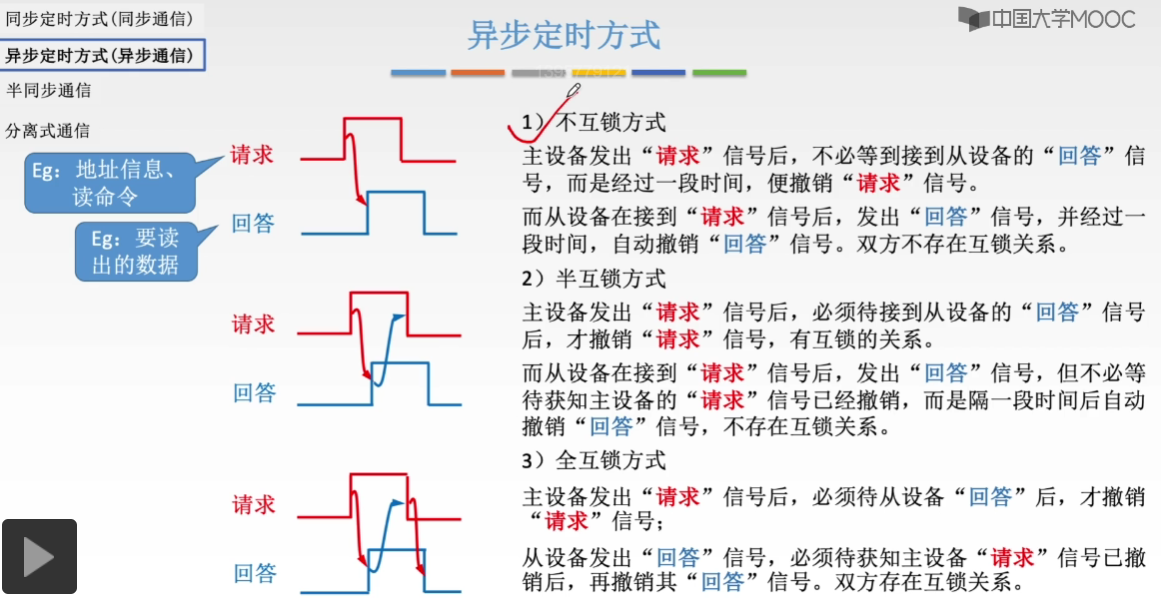 同步定时方式(同步通信)
异步定时方式(异步通信)
半同步通信
分离式通信
中国大学MOOC
异步定时方式
Eg：地址信息、
读命令
Eg：要读
出的数据
请求
回答
1）不互锁方式
主设备发出“请求”信号后，不必等到接到从设备的“回答”信
号，而是经过一段时间，便撤销“请求”信号。
而从设备在接到“请求”信号后，发出“回答”信号，并经过一
段时间，自动撤销“回答”信号。双方不存在互锁关系。
请求
回答
2）半互锁方式
主设备发出“请求”信号后，必须待接到从设备的“回答”信号
后，才撤销“请求”信号，有互锁的关系。
而从设备在接到“请求”信号后，发出“回答”信号，但不必等
待获知主设备的“请求”信号已经撤销，而是隔一段时间后自动
撤销“回答”信号，不存在互锁关系。
请求
回答
3）全互锁方式
主设备发出“请求”信号后，必须待从设备“回答”后，才撤销
“请求”信号；
从设备发出“回答”信号，必须待获知主设备“请求”信号已撤
销后，再撤销其“回答”信号。双方存在互锁关系。